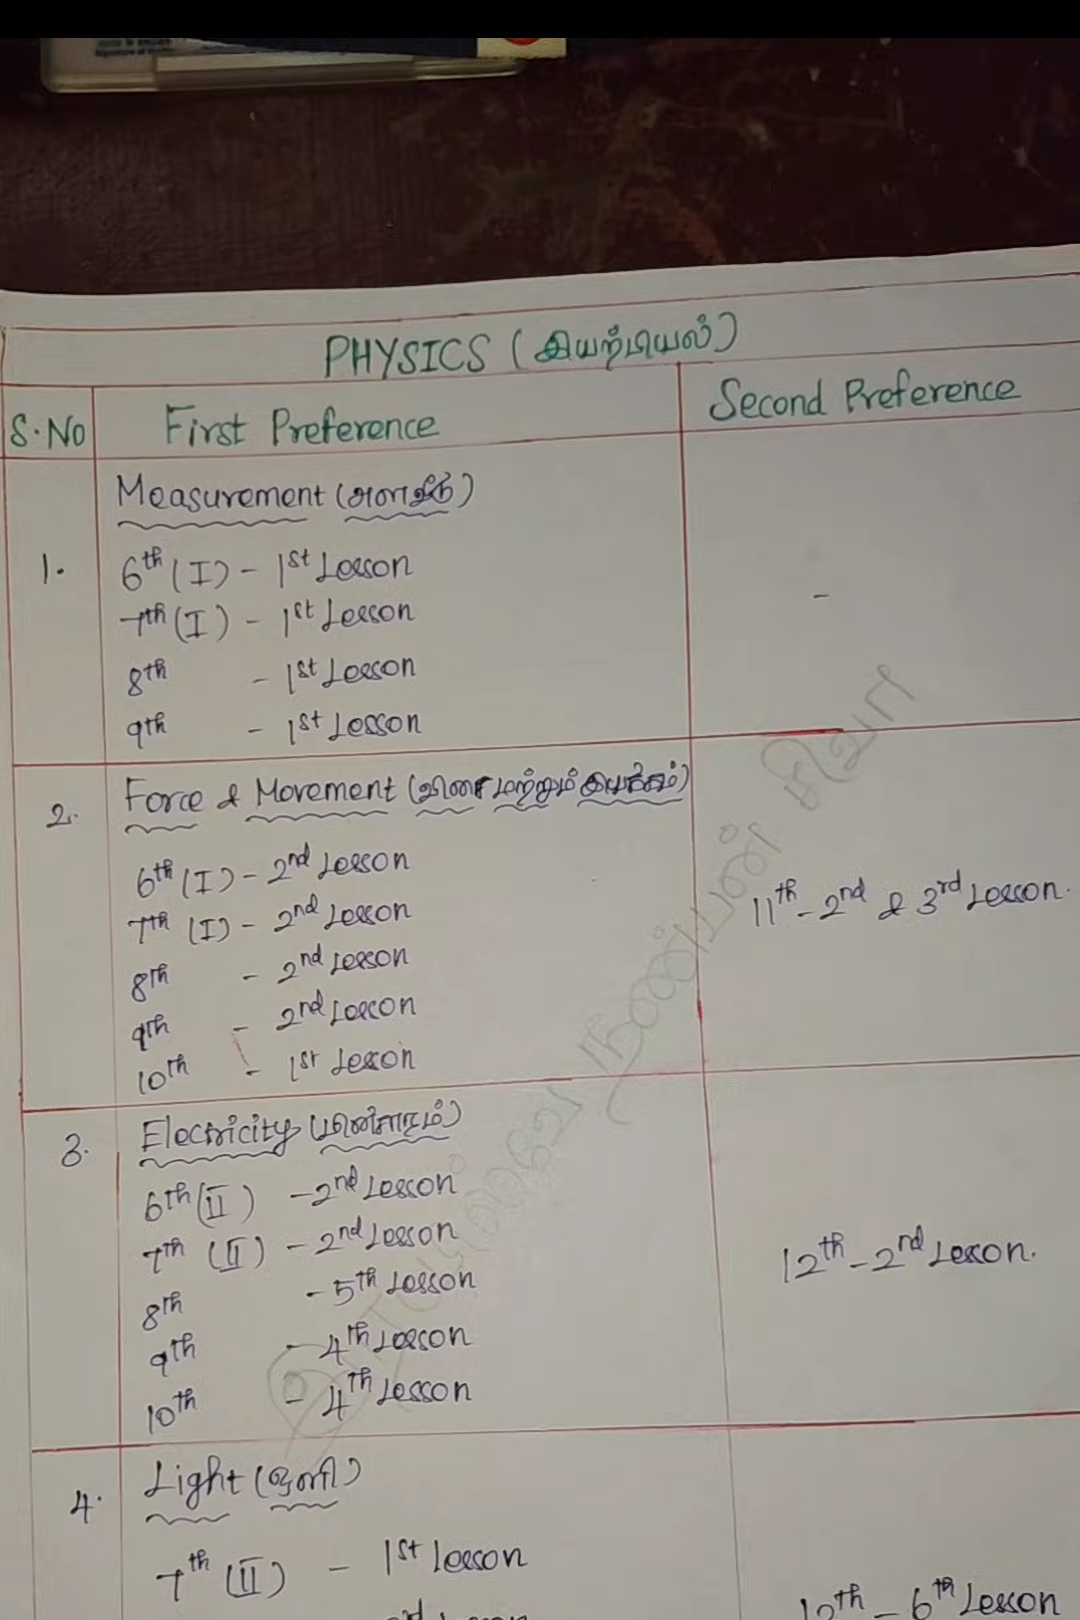 PHYSICS (இயற்பியல்)
S.No First Preference Second Preference
1. Measurement (அளவீடு)
6th (I) - 1st Lesson
7th (I) - 1st Lesson
8th - 1st Lesson
9th - 1st Lesson
-
2. Force & Movement (விசை மற்றும் இயக்கம்)
6th (I) - 2nd Lesson
7th (I) - 2nd Lesson
8th - 2nd Lesson
9th - 2nd Lesson
10th - 1st Lesson
11th - 2nd & 3rd Lesson.
3. Electricity (மின்சாரம்)
6th (II) - 2nd Lesson
7th (II) - 2nd Lesson
8th - 5th Lesson
9th - 4th Lesson
10th - 4th Lesson
12th - 2nd Lesson.
4. Light (ஒளி)
7th (II) - 1st Lesson
12th - 6th Lesson
நண்பன் சிவா